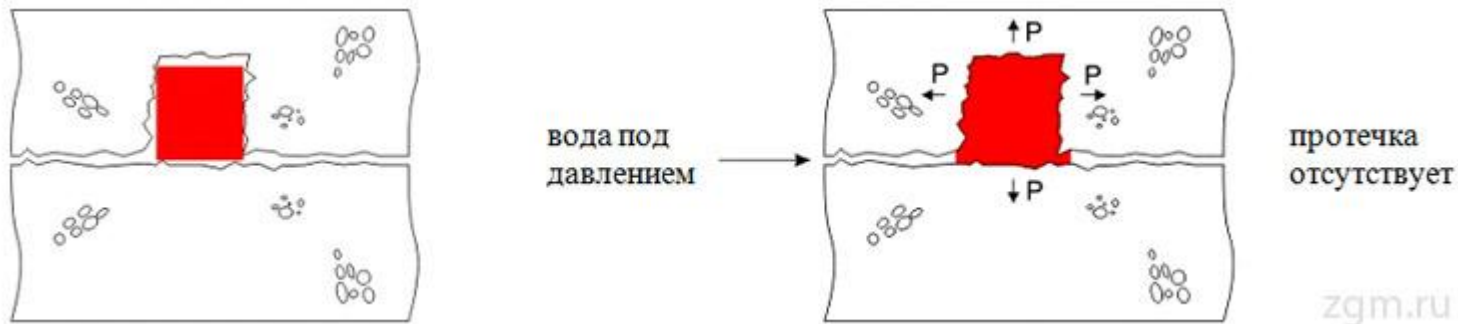 вода под
давлением
P
P
P
P
протечка
отсутствует
zgm.ru